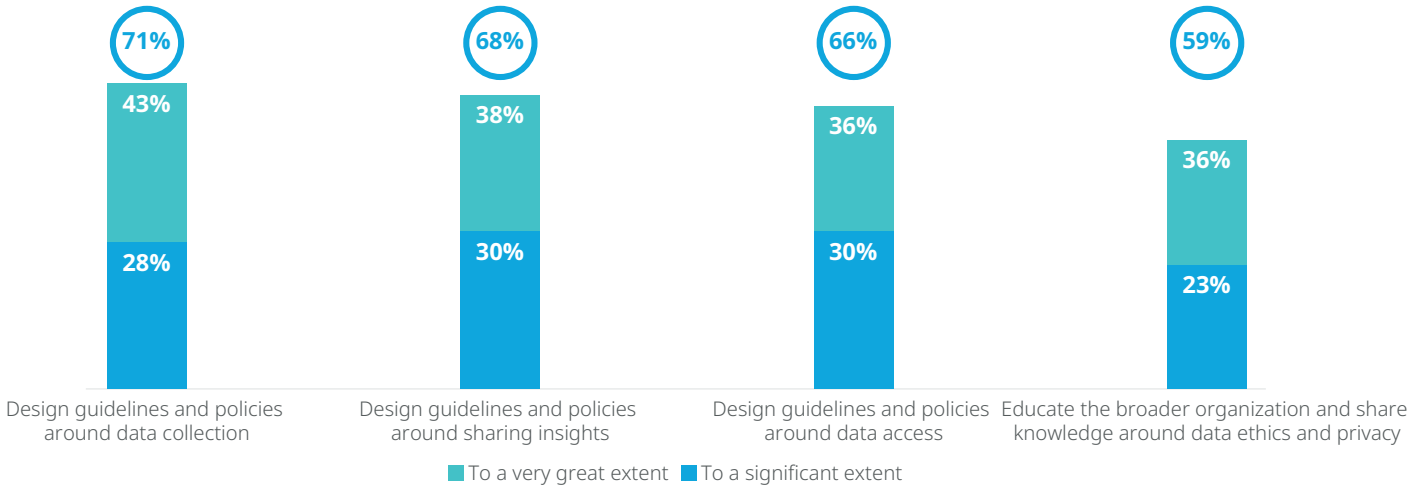 71%
68%
66%
59%
43%
38%
36%
36%
28%
30%
30%
23%
Design guidelines and policies
around data collection
Design guidelines and policies
around sharing insights
Design guidelines and policies
around data access
Educate the broader organization and share
knowledge around data ethics and privacy
To a very great extent
To a significant extent